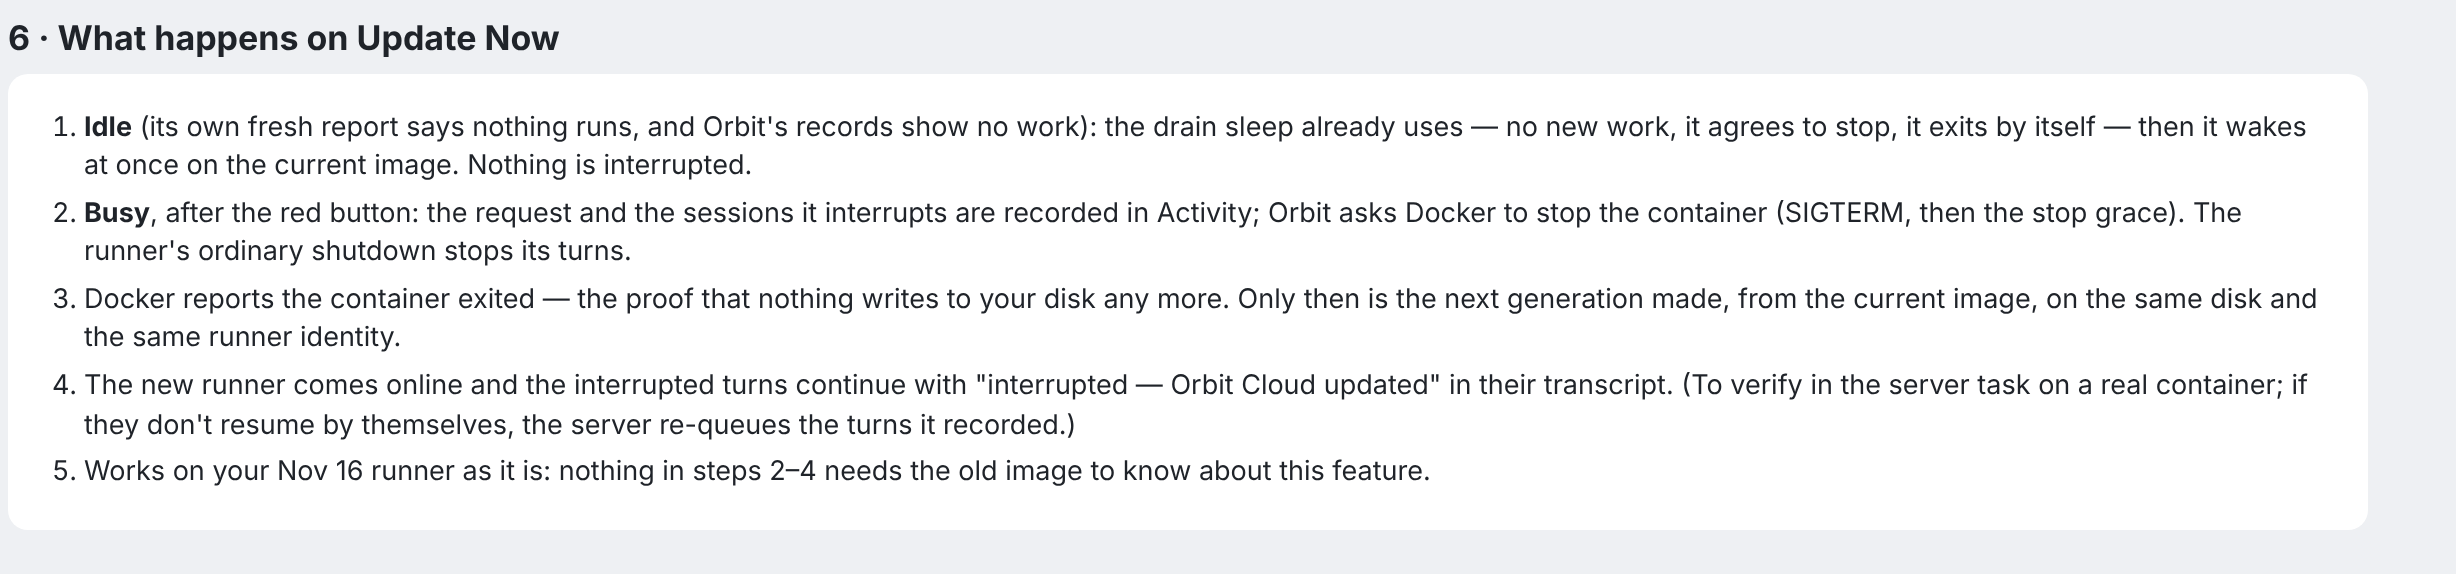 6 · What happens on Update Now
1. Idle (its own fresh report says nothing runs, and Orbit's records show no work): the drain sleep already uses — no new work, it agrees to stop, it exits by itself — then it wakes
at once on the current image. Nothing is interrupted.
2. Busy, after the red button: the request and the sessions it interrupts are recorded in Activity; Orbit asks Docker to stop the container (SIGTERM, then the stop grace). The
runner's ordinary shutdown stops its turns.
3. Docker reports the container exited — the proof that nothing writes to your disk any more. Only then is the next generation made, from the current image, on the same disk and
the same runner identity.
4. The new runner comes online and the interrupted turns continue with "interrupted — Orbit Cloud updated" in their transcript. (To verify in the server task on a real container; if
they don't resume by themselves, the server re-queues the turns it recorded.)
5. Works on your Nov 16 runner as it is: nothing in steps 2–4 needs the old image to know about this feature.